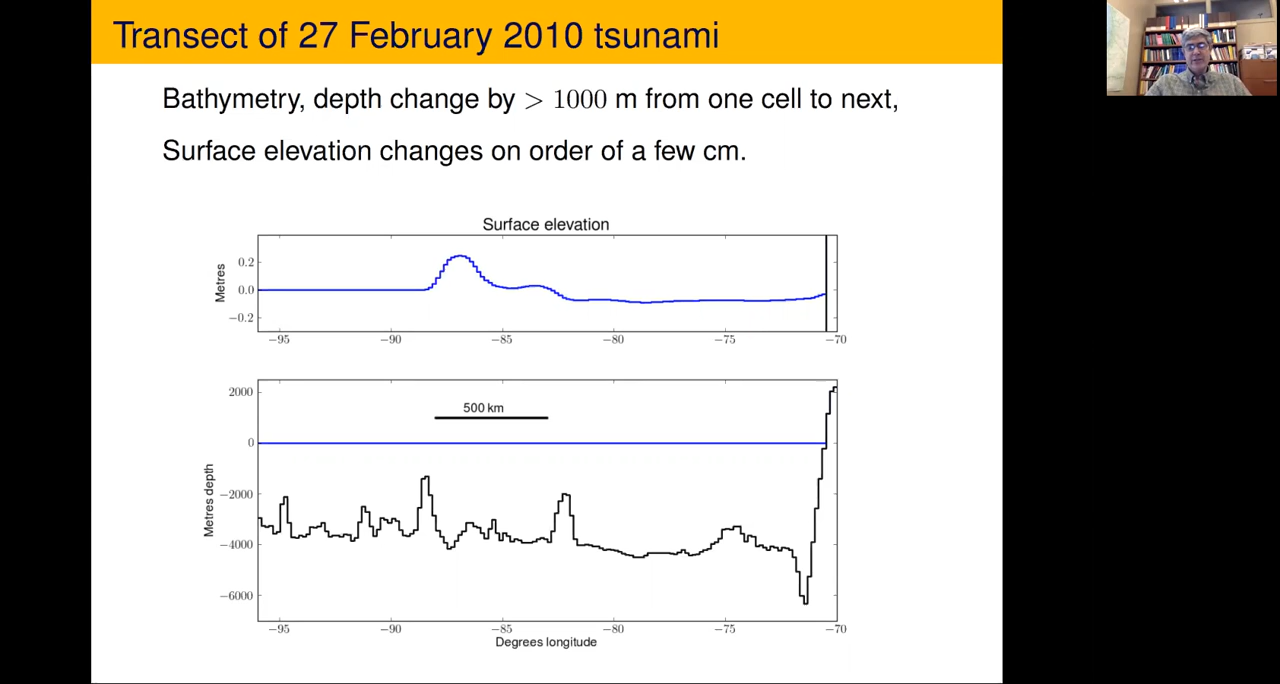 Transect of 27 February 2010 tsunami
Bathymetry, depth change by > 1000 m from one cell to next,
Surface elevation changes on order of a few cm.
Surface elevation
Metres
0.2
0.0
−0.2
−95
−90
−85
−80
−75
−70
500 km
Metres depth
2000
0
−2000
−4000
−6000
−95
−90
−85
−80
−75
−70
Degrees longitude